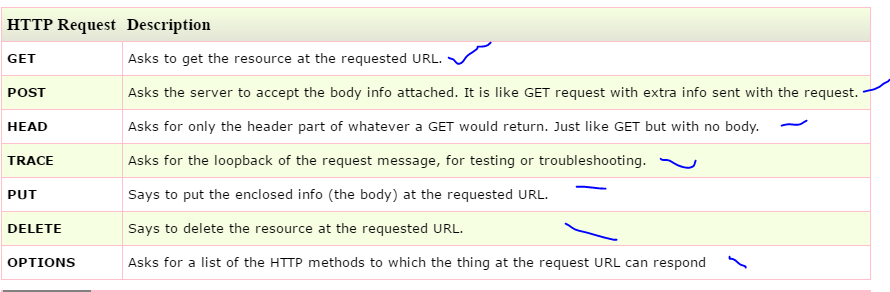 HTTP Request Description
GET Asks to get the resource at the requested URL.
POST Asks the server to accept the body info attached. It is like GET request with extra info sent with the request.
HEAD Asks for only the header part of whatever a GET would return. Just like GET but with no body.
TRACE Asks for the loopback of the request message, for testing or troubleshooting.
PUT Says to put the enclosed info (the body) at the requested URL.
DELETE Says to delete the resource at the requested URL.
OPTIONS Asks for a list of the HTTP methods to which the thing at the request URL can respond